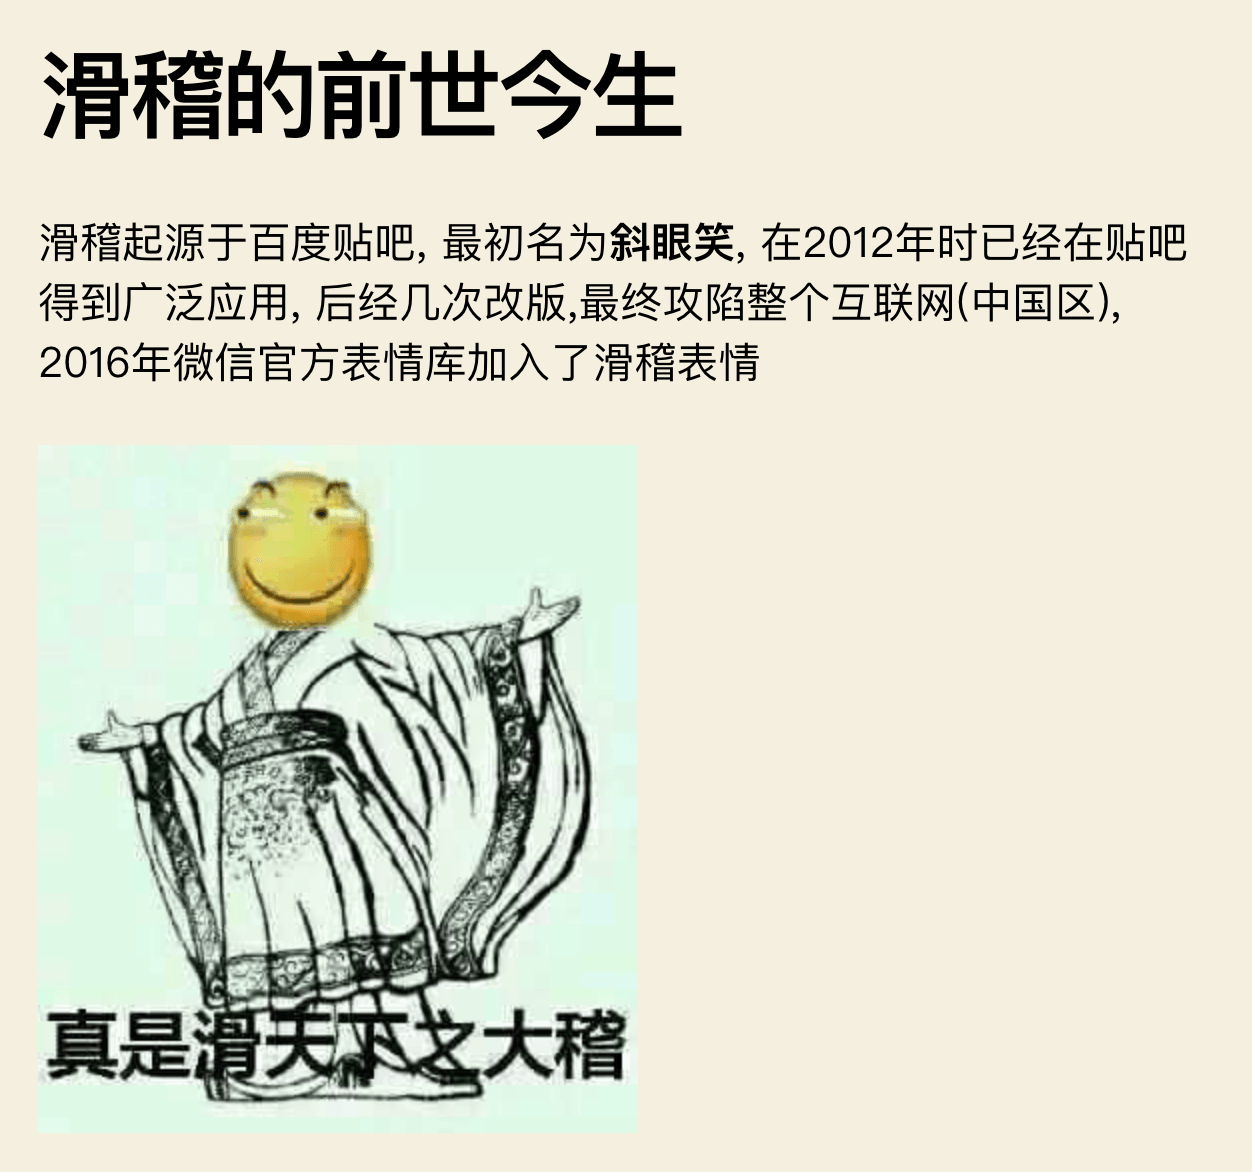 滑稽的前世今生
滑稽起源于百度贴吧, 最初名为斜眼笑, 在2012年时已经在贴吧
得到广泛应用, 后经几次改版,最终攻陷整个互联网(中国区),
2016年微信官方表情库加入了滑稽表情
真是滑天下之大稽